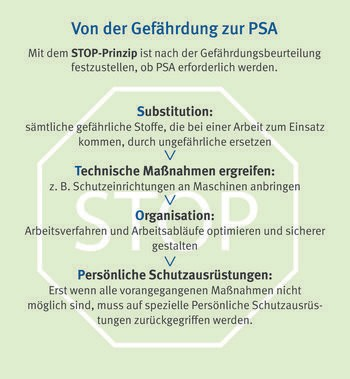 Von der Gefährdung zur PSA
Mit dem STOP-Prinzip ist nach der Gefährdungsbeurteilung
festzustellen, ob PSA erforderlich werden.
Substitution:
sämtliche gefährliche Stoffe, die bei einer Arbeit zum Einsatz
kommen, durch ungefährliche ersetzen
Technische Maßnahmen ergreifen:
z. B. Schutzeinrichtungen an Maschinen anbringen
STOP
Organisation:
Arbeitsverfahren und Arbeitsabläufe optimieren und sicherer
gestalten
Persönliche Schutzausrüstungen:
Erst wenn alle vorangegangenen Maßnahmen nicht
möglich sind, muss auf spezielle Persönliche Schutzausrüs-
tungen zurückgegriffen werden.